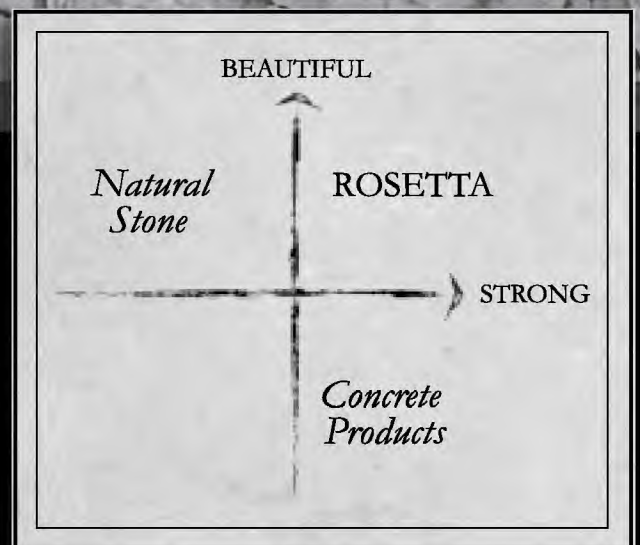 BEAUTIFUL
Natural
Stone
ROSETTA
STRONG
Concrete
Products